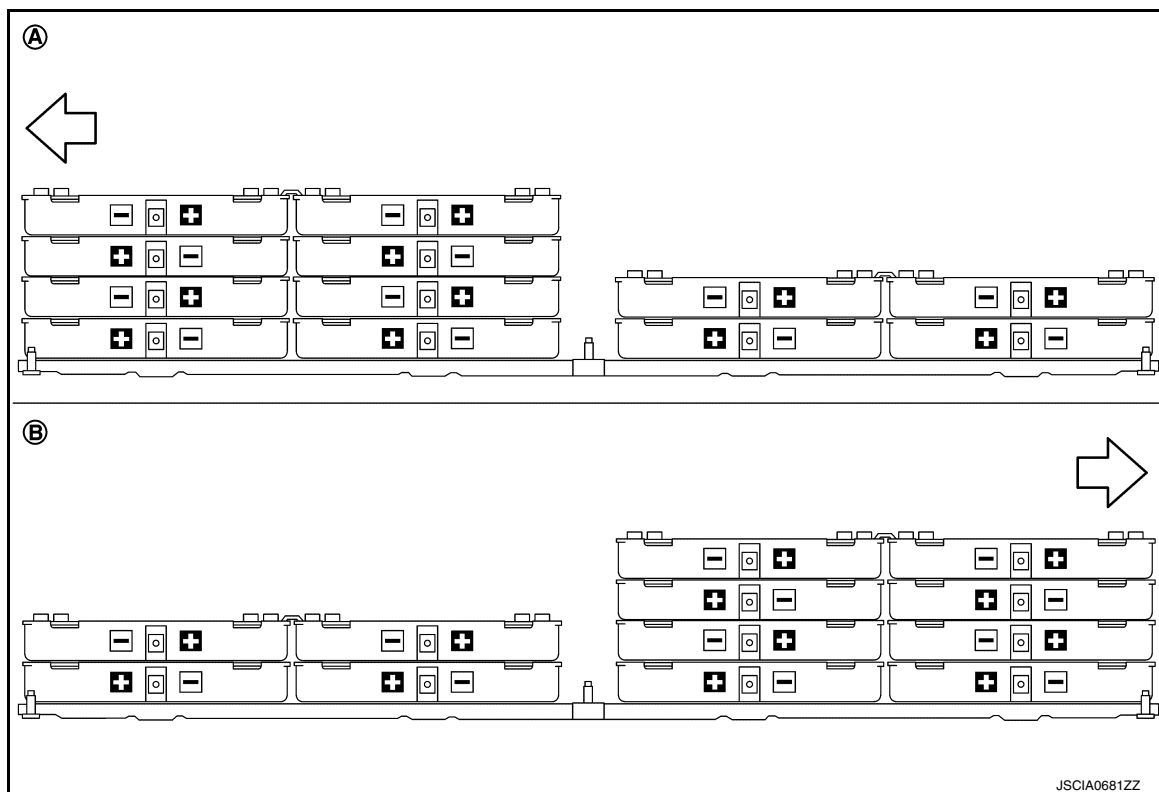 A
− + − +
+ − + −
− + − + − + − +
+ − + − + − + −
B
− + − +
+ − + −
− + − + − + − +
+ − + − + − + −
JSCIA0681ZZ